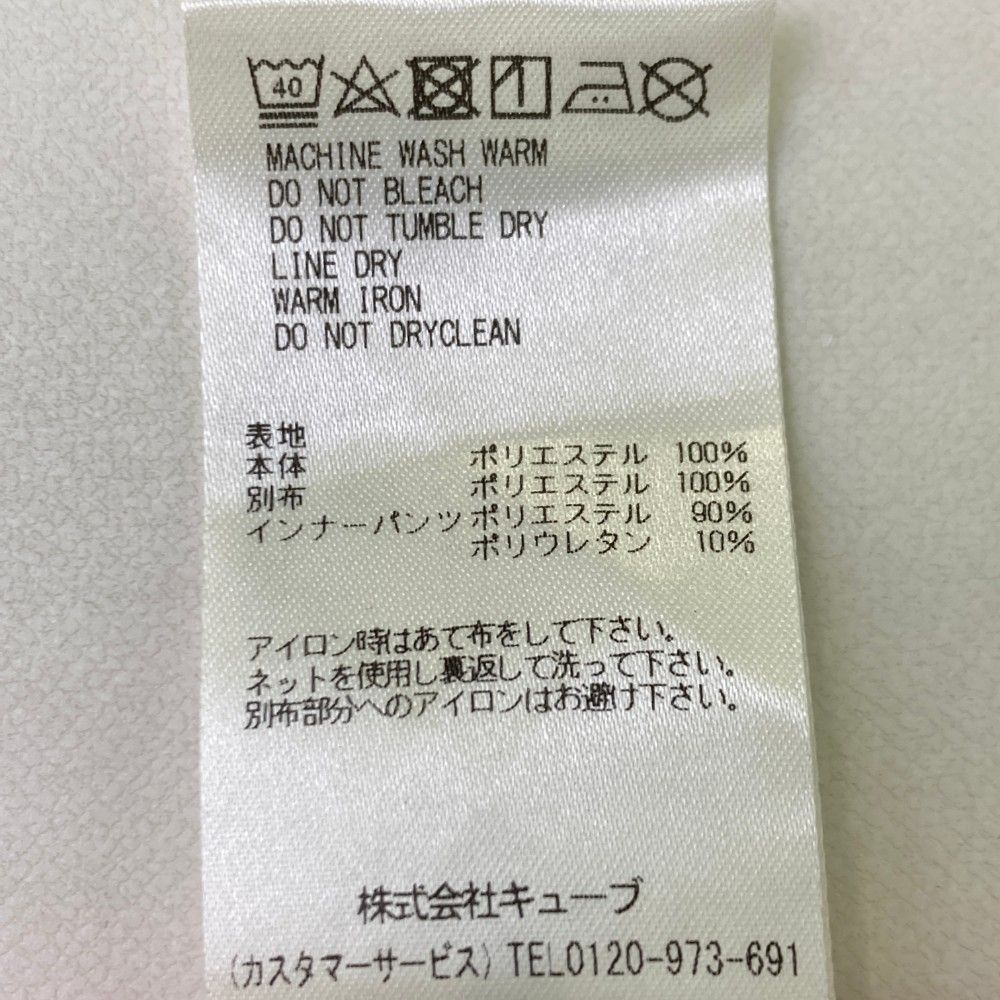 40
MACHINE WASH WARM
DO NOT BLEACH
DO NOT TUMBLE DRY
LINE DRY
WARM IRON
DO NOT DRYCLEAN
表地
本体 ポリエステル 100%
別布 ポリエステル 100%
インナーパンツ ポリエステル 90%
ポリウレタン 10%
アイロン時はあて布をして下さい。
ネットを使用し裏返して洗って下さい。
別布部分へのアイロンはお避け下さい。
株式会社キューブ
(カスタマーサービス) TEL0120-973-691